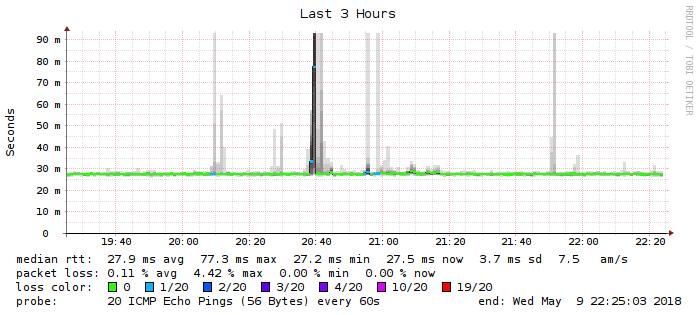 Last 3 Hours
RRDTOOL / TOBI OETIKER
Seconds
90 m
80 m
70 m
60 m
50 m
40 m
30 m
20 m
10 m
0
19:40 20:00 20:20 20:40 21:00 21:20 21:40 22:00 22:20
median rtt: 27.9 ms avg 77.3 ms max 27.2 ms min 27.5 ms now 3.7 ms sd 7.5 am/s
packet loss: 0.11 % avg 4.42 % max 0.00 % min 0.00 % now
loss color: 0 1/20 2/20 3/20 4/20 10/20 19/20
probe: 20 ICMP Echo Pings (56 Bytes) every 60s end: Wed May 9 22:25:03 2018